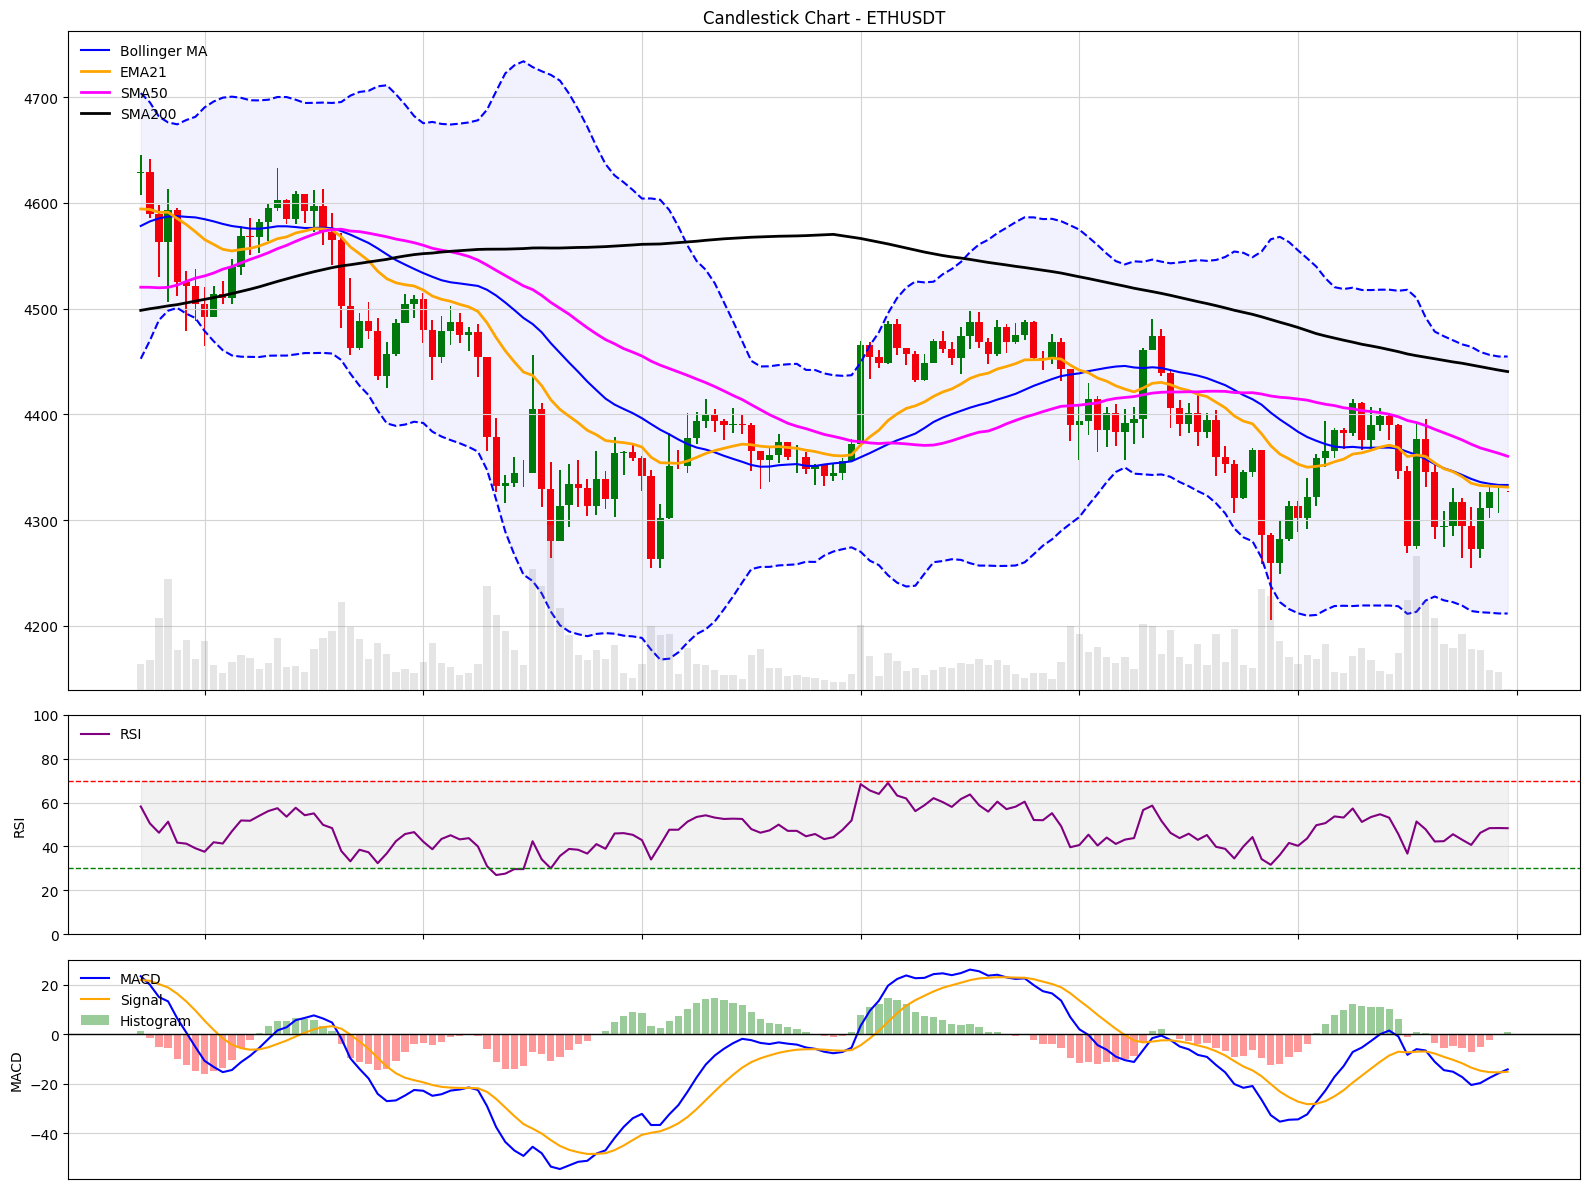 Candlestick Chart - ETHUSDT
Bollinger MA
EMA21
SMA50
SMA200
4700
4600
4500
4400
4300
4200
RSI
100
80
60
40
20
0
RSI
MACD
Signal
Histogram
20
0
−20
−40
MACD